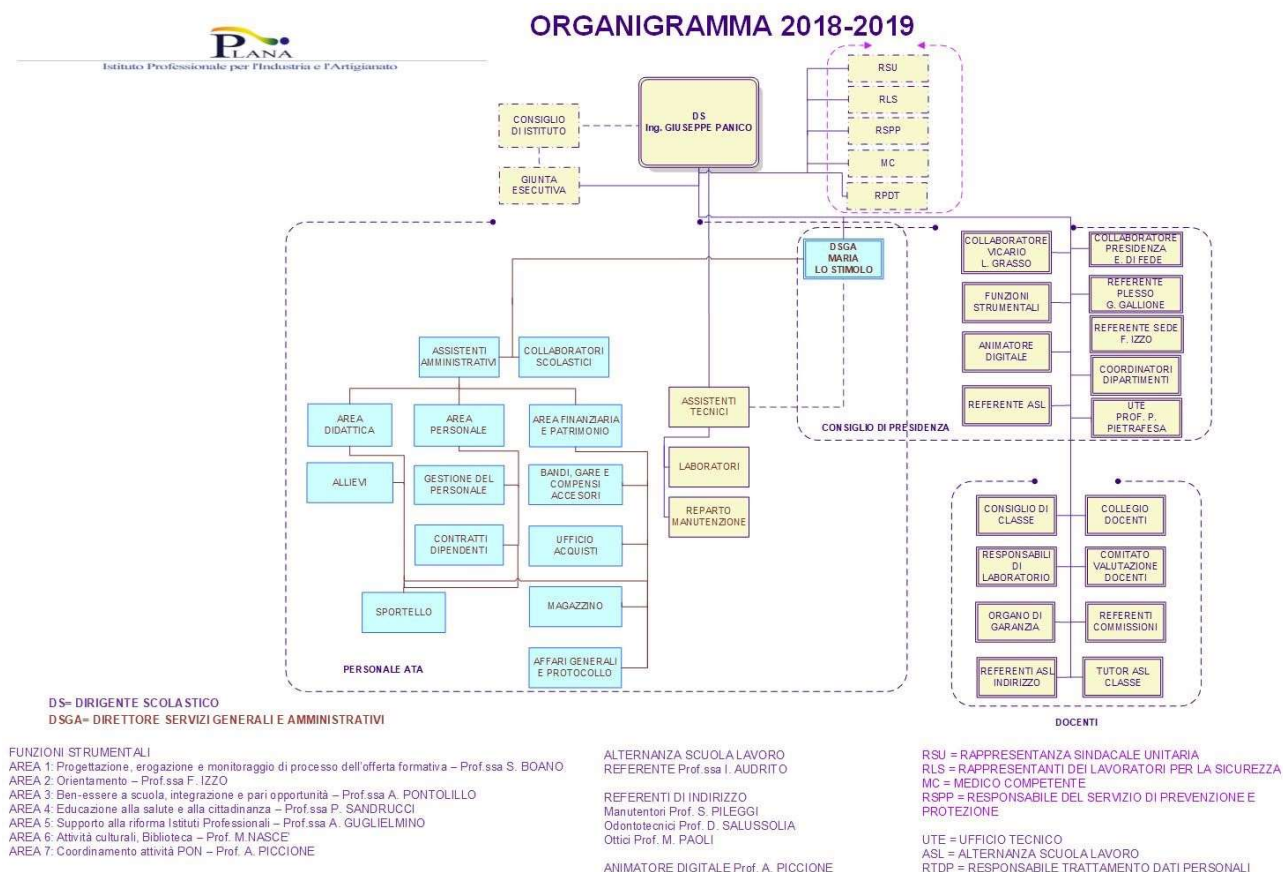 ORGANIGRAMMA 2018-2019
PLANA
Istituto Professionale per l'Industria e l'Artigianato
RSU
RLS
RSPP
MC
RPDT
DS
Ing. GIUSEPPE PANICO
CONSIGLIO
DI ISTITUTO
GIUNTA
ESECUTIVA
DSGA
MARIA
LO STIMOLO
COLLABORATORE
VICARIO
L. GRASSO
COLLABORATORE
PRESIDENZA
E. DI FEDE
FUNZIONI
STRUMENTALI
REFERENTE
PLESSO
G. GALLIONE
ANIMATORE
DIGITALE
REFERENTE SEDE
F. IZZO
COORDINATORI
DIPARTIMENTI
REFERENTE ASL
UTE
PROF. P.
PIETRAFESA
CONSIGLIO DI PRESIDENZA
ASSISTENTI
AMMINISTRATIVI
COLLABORATORI
SCOLASTICI
ASSISTENTI
TECNICI
AREA
DIDATTICA
AREA
PERSONALE
AREA FINANZIARIA
E PATRIMONIO
ALLIEVI
GESTIONE DEL
PERSONALE
BANDI, GARE E
COMPENSI
ACCESORI
LABORATORI
CONTRATTI
DIPENDENTI
UFFICIO
ACQUISTI
REPARTO
MANUTENZIONE
SPORTELLO
MAGAZZINO
AFFARI GENERALI
E PROTOCOLLO
PERSONALE ATA
CONSIGLIO DI
CLASSE
COLLEGIO
DOCENTI
RESPONSABILI
DI
LABORATORIO
COMITATO
VALUTAZIONE
DOCENTI
ORGANO DI
GARANZIA
REFERENTI
COMMISSIONI
REFERENTI ASL
INDIRIZZO
TUTOR ASL
CLASSE
DOCENTI
DS= DIRIGENTE SCOLASTICO
DSGA= DIRETTORE SERVIZI GENERALI E AMMINISTRATIVI
FUNZIONI STRUMENTALI
AREA 1: Progettazione, erogazione e monitoraggio di processo dell'offerta formativa – Prof.ssa S. BOANO
AREA 2: Orientamento – Prof.ssa F. IZZO
AREA 3: Ben-essere a scuola, integrazione e pari opportunità – Prof.ssa A. PONTOLILLO
AREA 4: Educazione alla salute e alla cittadinanza – Prof.ssa P. SANDRUCCI
AREA 5: Supporto alla riforma Istituti Professionali – Prof.ssa A. GUGLIELMINO
AREA 6: Attività culturali, Biblioteca – Prof. M.NASCE'
AREA 7: Coordinamento attività PON – Prof. A. PICCIONE
ALTERNANZA SCUOLA LAVORO
REFERENTE Prof.ssa I. AUDRITO
REFERENTI DI INDIRIZZO
Manutentori Prof. S. PILEGGI
Odontotecnici Prof. D. SALUSSOLIA
Ottici Prof. M. PAOLI
ANIMATORE DIGITALE Prof. A. PICCIONE
RSU = RAPPRESENTANZA SINDACALE UNITARIA
RLS = RAPPRESENTANTI DEI LAVORATORI PER LA SICUREZZA
MC = MEDICO COMPETENTE
RSPP = RESPONSABILE DEL SERVIZIO DI PREVENZIONE E
PROTEZIONE
UTE = UFFICIO TECNICO
ASL = ALTERNANZA SCUOLA LAVORO
RTDP = RESPONSABILE TRATTAMENTO DATI PERSONALI